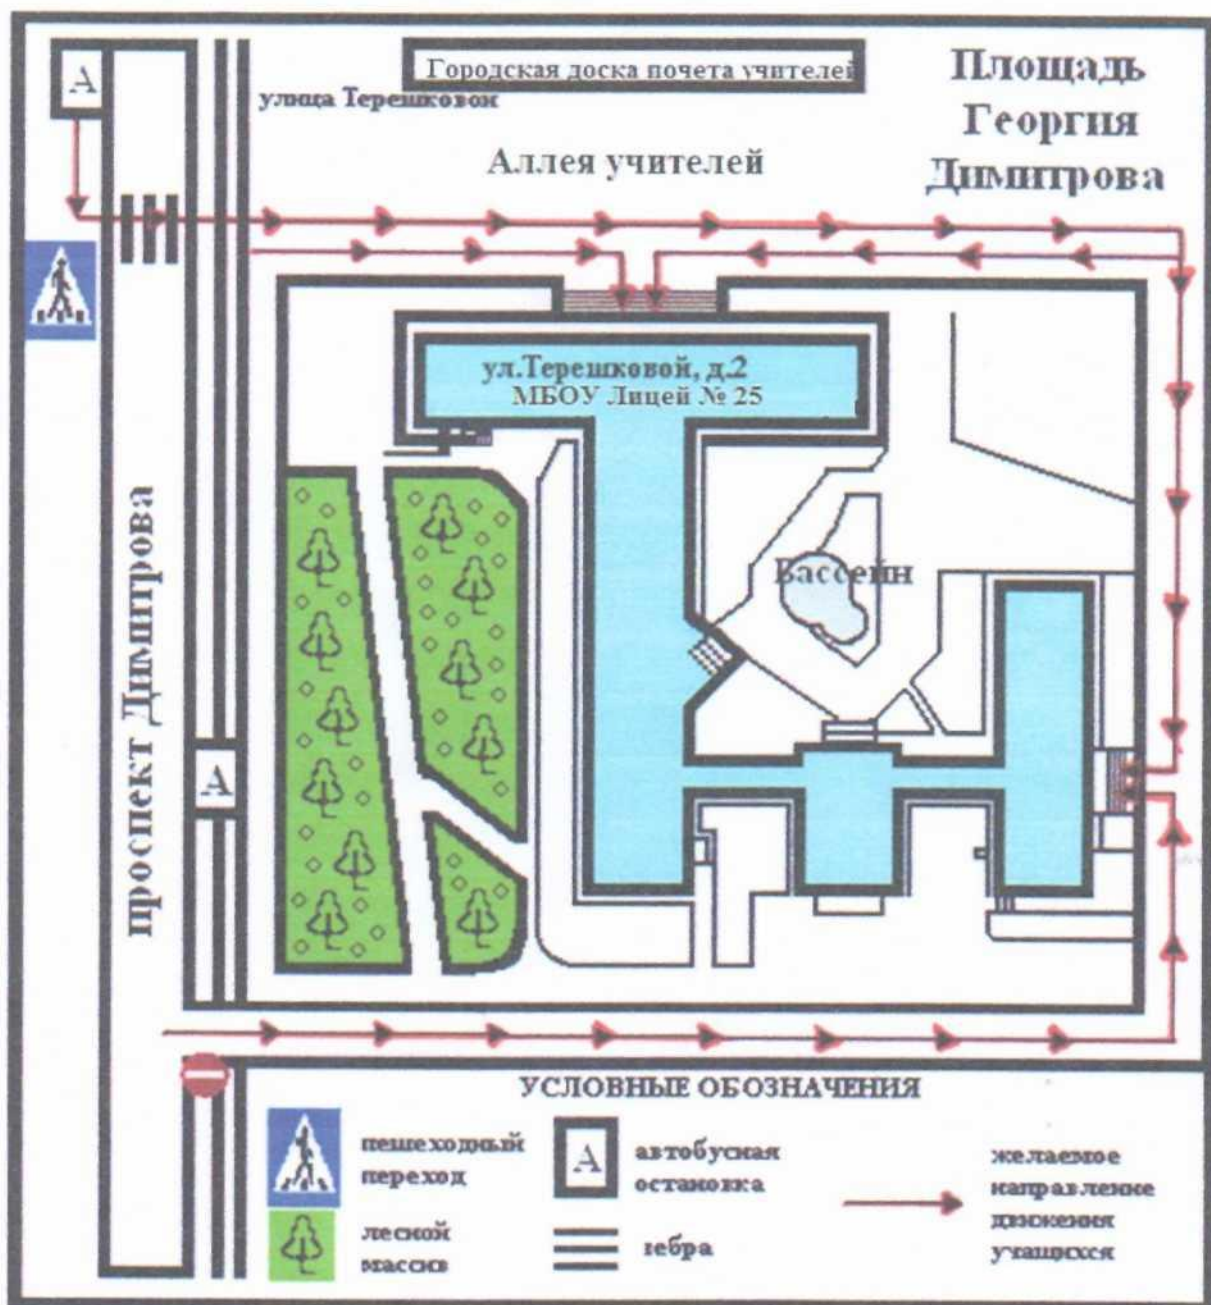 А
Городская доска почета учителей
улица Терешковой
Площадь
Георгия
Димитрова
Аллея учителей
ул.Терешковой, д.2
МБОУ Лицей № 25
Бассейн
проспект Димитрова
А
УСЛОВНЫЕ ОБОЗНАЧЕНИЯ
пешеходный
переход
А
автобусная
остановка
желаемое
направление
движения
учащихся
лесной
массив
зебра